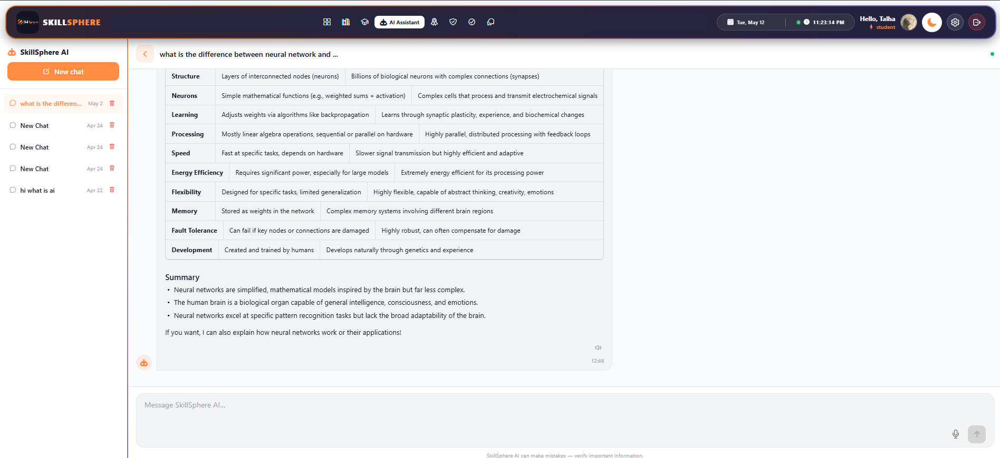 SkillSphere SKILLSPHERE AI Assistant Tue, May 12 11:23:14 PM Hello, Talha
student
SkillSphere AI
New chat
what is the differen... May 2
New Chat Apr 24
New Chat Apr 24
New Chat Apr 24
hi what is ai Apr 22
what is the difference between neural network and ...
Structure Layers of interconnected nodes (neurons) Billions of biological neurons with complex connections (synapses)
Neurons Simple mathematical functions (e.g., weighted sums + activation) Complex cells that process and transmit electrochemical signals
Learning Adjusts weights via algorithms like backpropagation Learns through synaptic plasticity, experience, and biochemical changes
Processing Mostly linear algebra operations, sequential or parallel on hardware Highly parallel, distributed processing with feedback loops
Speed Fast at specific tasks, depends on hardware Slower signal transmission but highly efficient and adaptive
Energy Efficiency Requires significant power, especially for large models Extremely energy efficient for its processing power
Flexibility Designed for specific tasks, limited generalization Highly flexible, capable of abstract thinking, creativity, emotions
Memory Stored as weights in the network Complex memory systems involving different brain regions
Fault Tolerance Can fail if key nodes or connections are damaged Highly robust, can often compensate for damage
Development Created and trained by humans Develops naturally through genetics and experience
Summary
• Neural networks are simplified, mathematical models inspired by the brain but far less complex.
• The human brain is a biological organ capable of general intelligence, consciousness, and emotions.
• Neural networks excel at specific pattern recognition tasks but lack the broad adaptability of the brain.
If you want, I can also explain how neural networks work or their applications!
12:46
Message SkillSphere AI...
SkillSphere AI can make mistakes — verify important information.